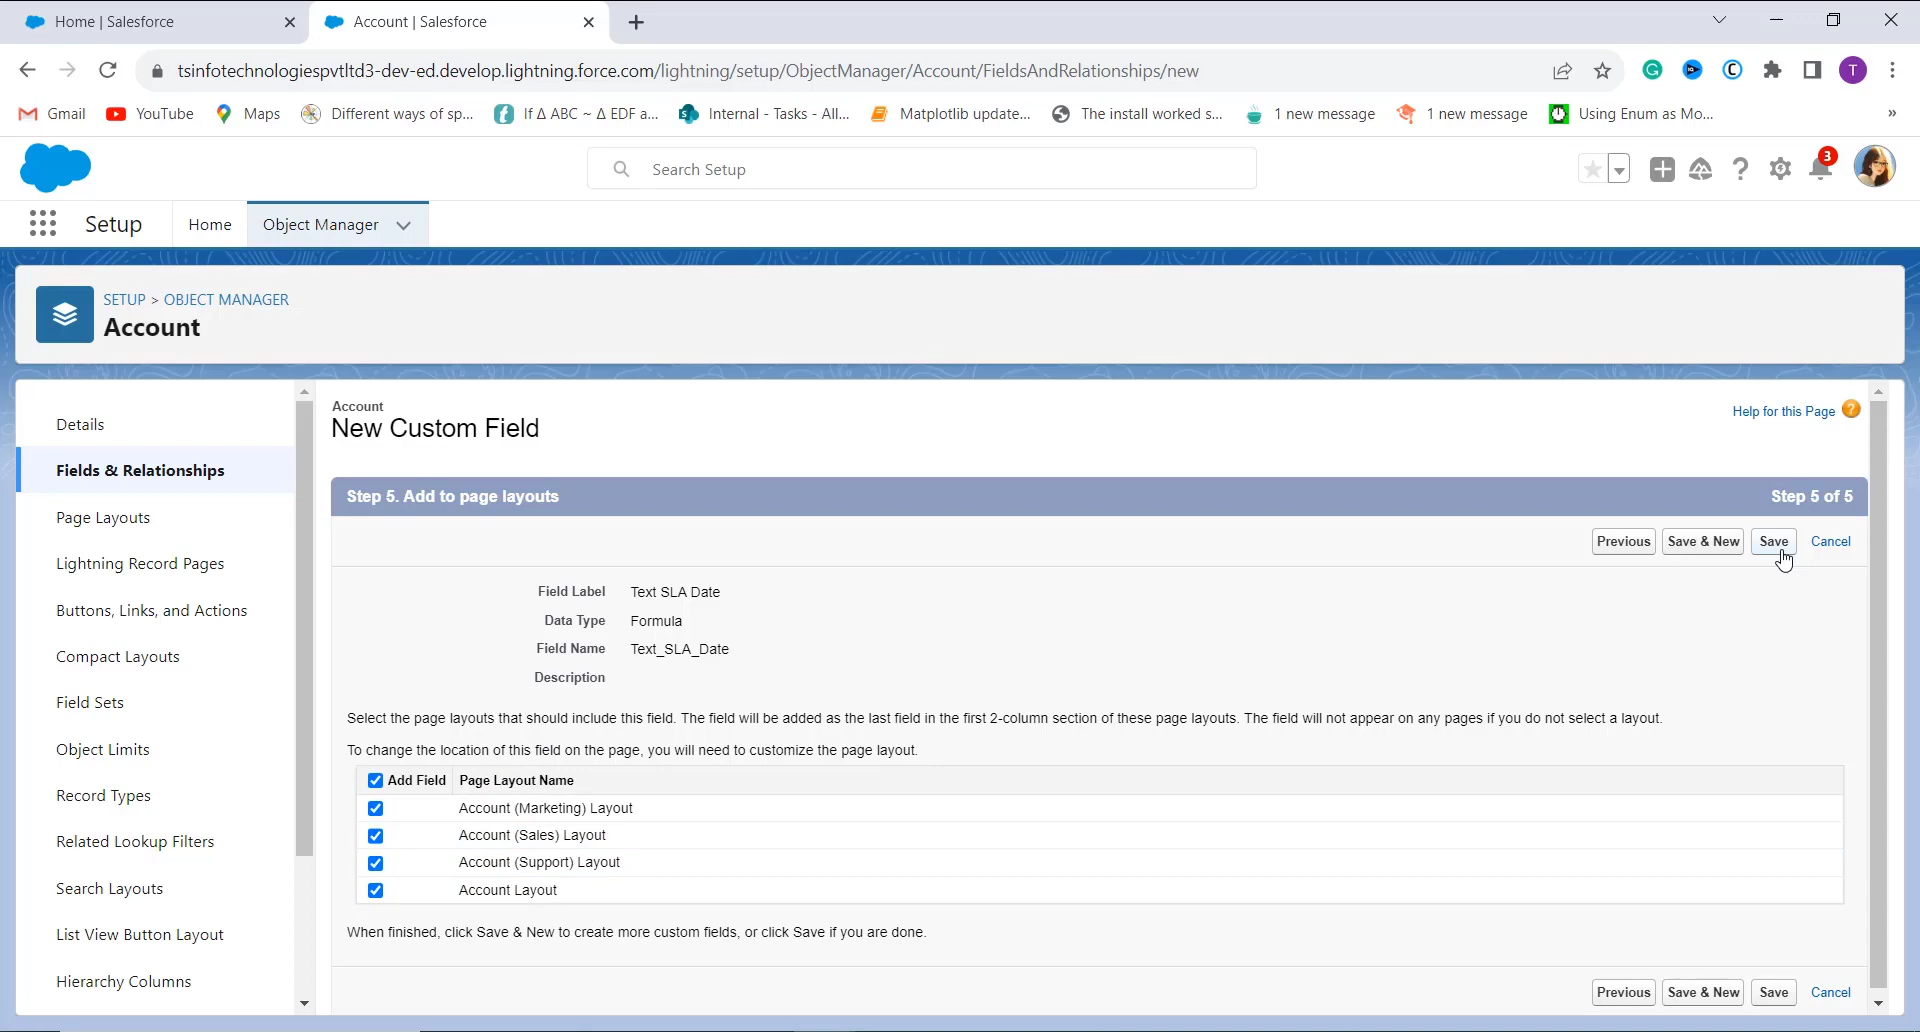 Home | Salesforce
Account | Salesforce
tsinfotechnologiespvtltd3-dev-ed.develop.lightning.force.com/lightning/setup/ObjectManager/Account/FieldsAndRelationships/new
G
C
T
Gmail
YouTube
Maps
Different ways of sp...
If Δ ABC ~ Δ EDF a...
Internal - Tasks - All...
Matplotlib update...
The install worked s...
1 new message
1 new message
Using Enum as Mo...
»
Search Setup
3
Setup
Home
Object Manager
SETUP > OBJECT MANAGER
Account
Details
Fields & Relationships
Page Layouts
Lightning Record Pages
Buttons, Links, and Actions
Compact Layouts
Field Sets
Object Limits
Record Types
Related Lookup Filters
Search Layouts
List View Button Layout
Hierarchy Columns
Account
New Custom Field
Help for this Page
Step 5. Add to page layouts
Step 5 of 5
Previous
Save & New
Save
Cancel
Field Label Text SLA Date
Data Type Formula
Field Name Text_SLA_Date
Description
Select the page layouts that should include this field. The field will be added as the last field in the first 2-column section of these page layouts. The field will not appear on any pages if you do not select a layout.
To change the location of this field on the page, you will need to customize the page layout.
Add Field Page Layout Name
Account (Marketing) Layout
Account (Sales) Layout
Account (Support) Layout
Account Layout
When finished, click Save & New to create more custom fields, or click Save if you are done.
Previous
Save & New
Save
Cancel